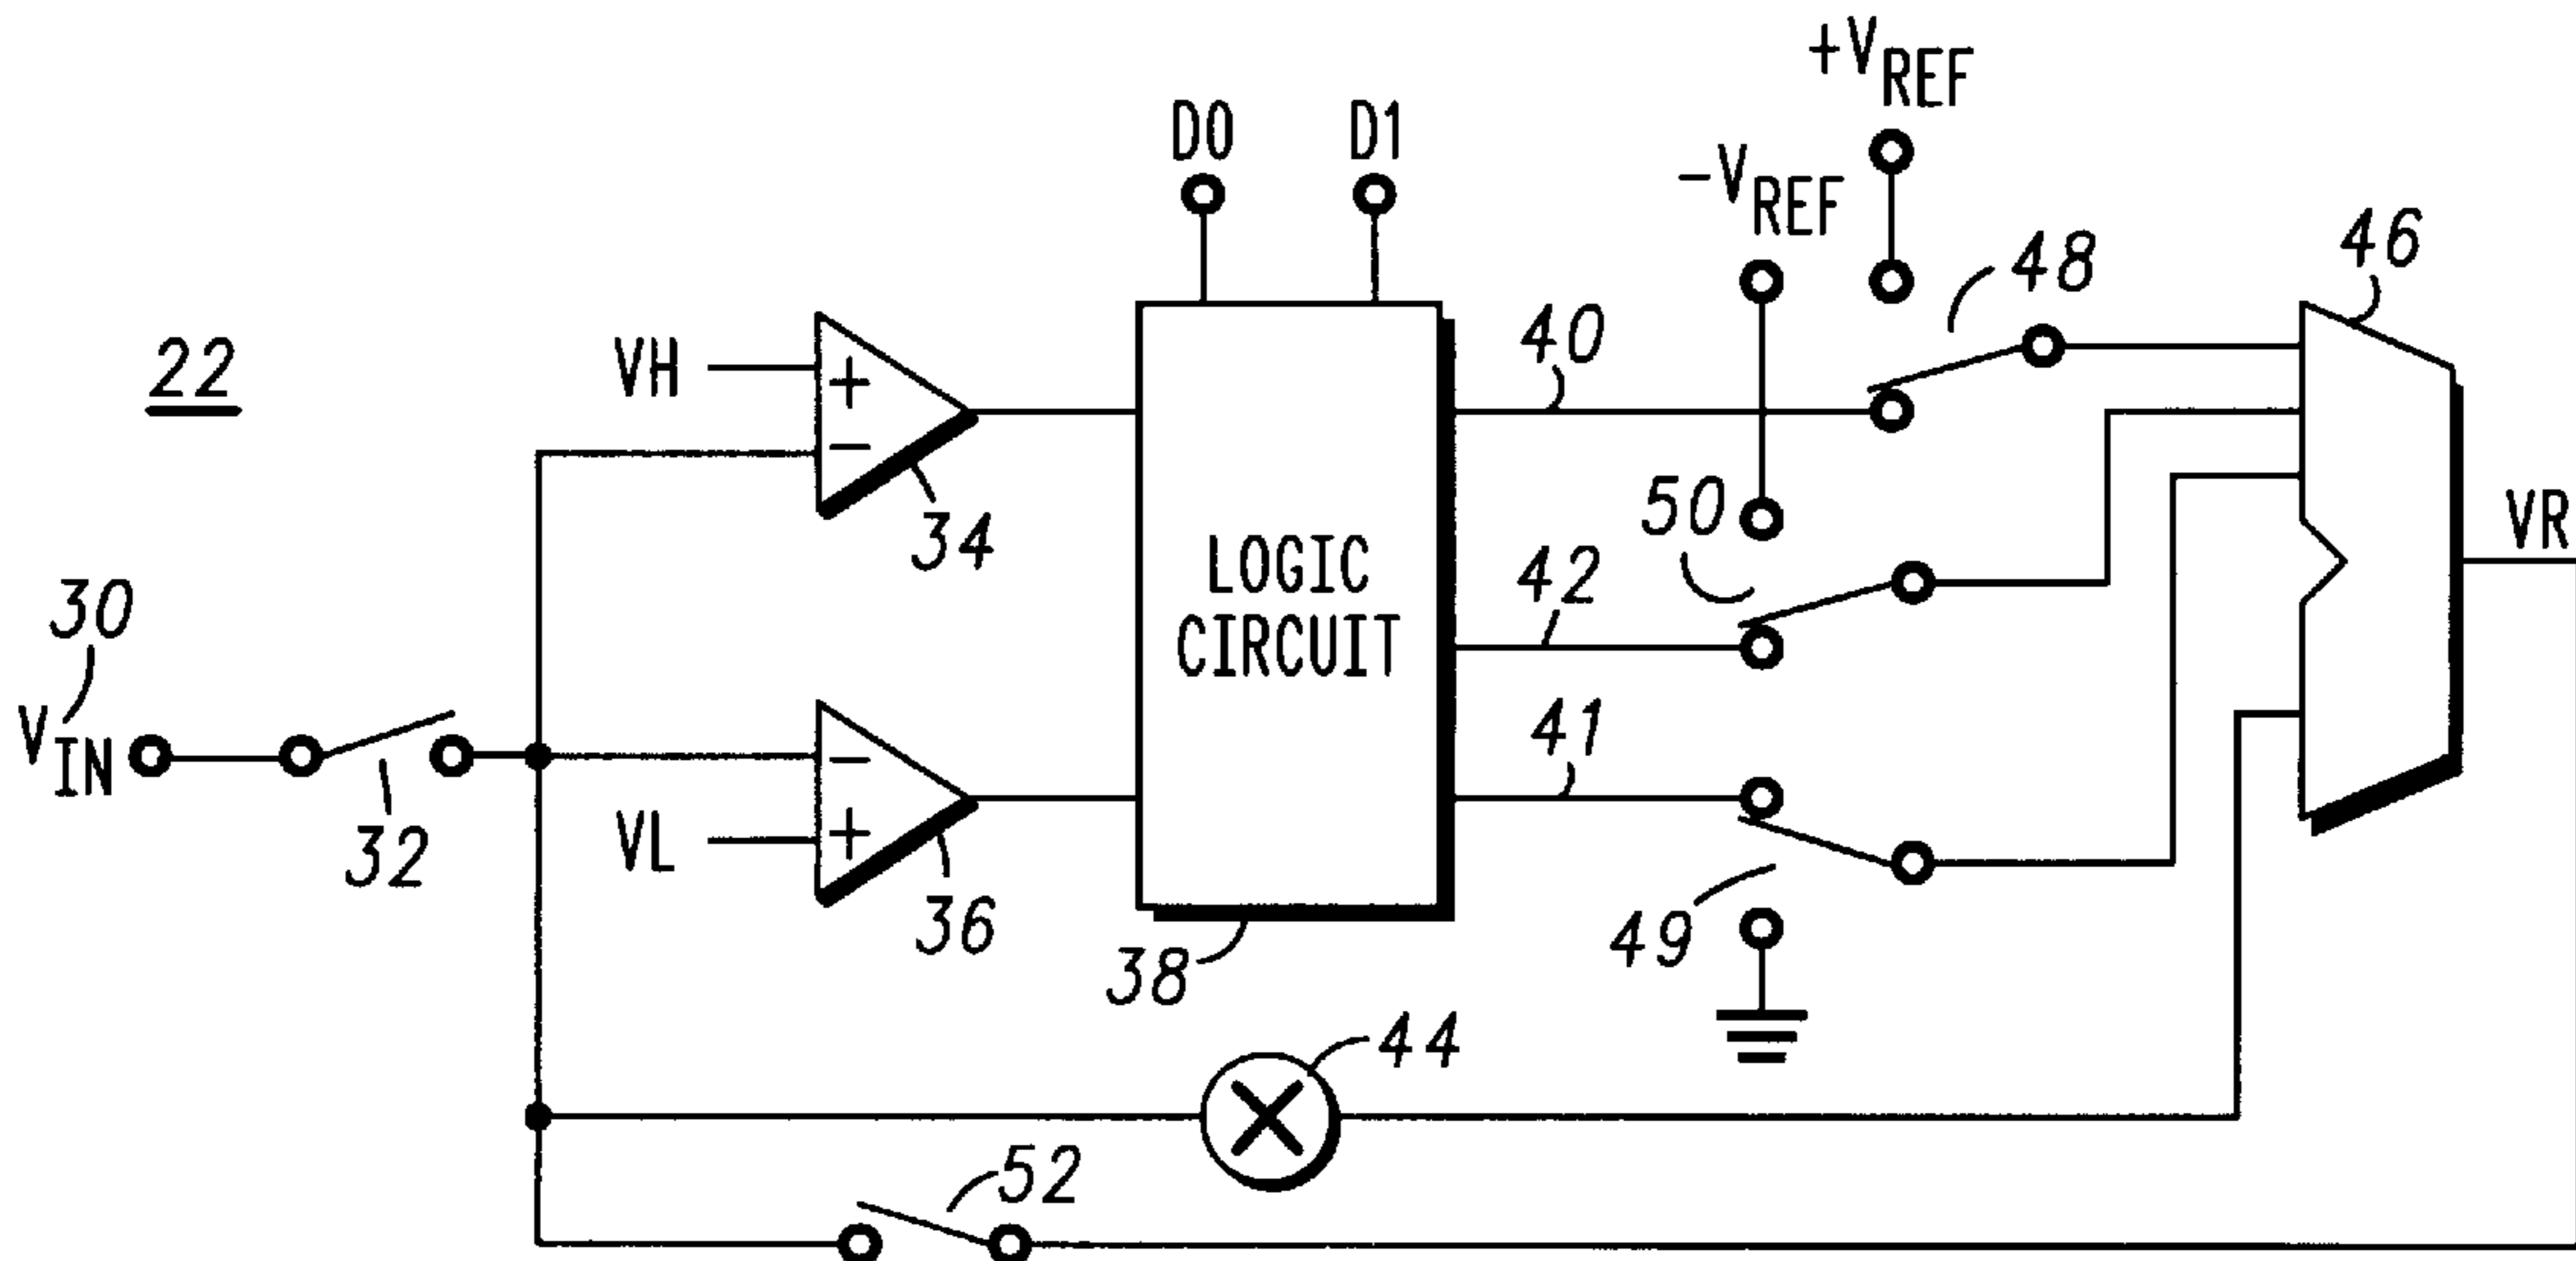 +VREF
D0 D1
-VREF
48 46
22
VH + -
40
34
LOGIC
CIRCUIT
50
VR
42
30
VIN
32
- VL +
41
36
38
49
44
52